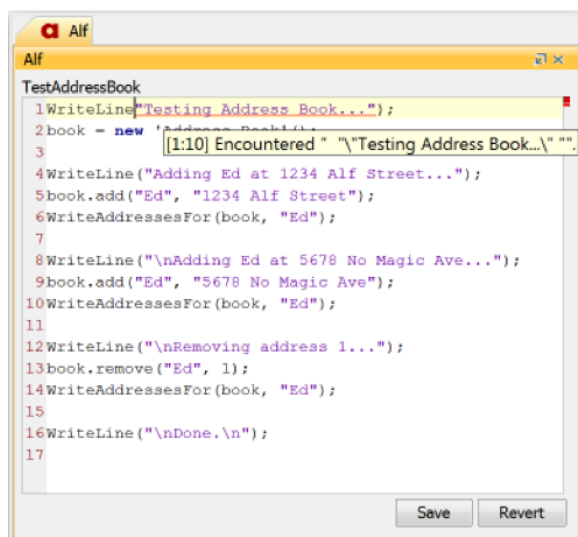 a Alf
Alf
TestAddressBook
1 WriteLine"Testing Address Book...");
2 book = new 'Address Book'();
[1:10] Encountered " "\"Testing Address Book...\" "".
3
4 WriteLine("Adding Ed at 1234 Alf Street...");
5 book.add("Ed", "1234 Alf Street");
6 WriteAddressesFor(book, "Ed");
7
8 WriteLine("\nAdding Ed at 5678 No Magic Ave...");
9 book.add("Ed", "5678 No Magic Ave");
10 WriteAddressesFor(book, "Ed");
11
12 WriteLine("\nRemoving address 1...");
13 book.remove("Ed", 1);
14 WriteAddressesFor(book, "Ed");
15
16 WriteLine("\nDone.\n");
17
Save Revert